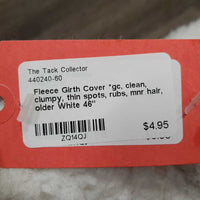 The Tack Collector
440240-60
Fleece Girth Cover *gc, clean,
clumpy, thin spots, rubs, mnr hair,
older White 46"
$4.95
ZQ14QJ